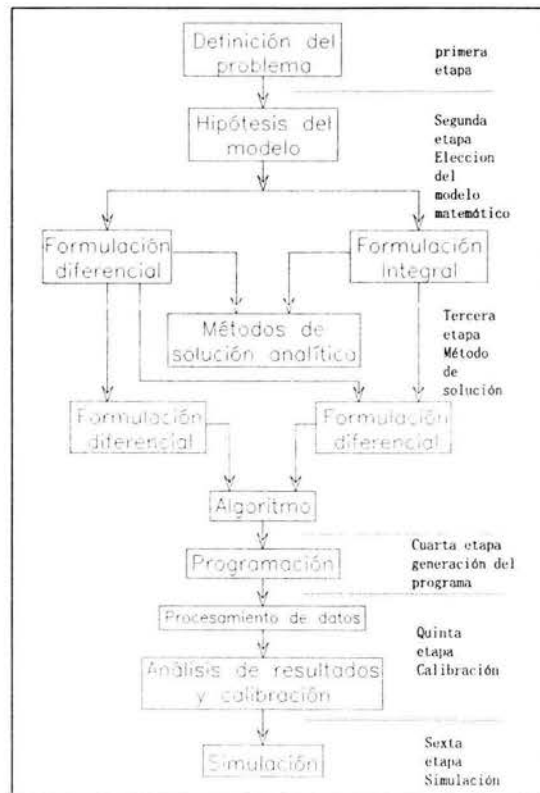 Definición del
problema
primera
etapa
Hipótesis del
modelo
Segunda
etapa
Eleccion
del
modelo
matemático
Formulación
diferencial
Formulación
Integral
Métodos de
solución analítica
Tercera
etapa
Método
de
solución
Formulación
diferencial
Formulación
diferencial
Algoritmo
Programación
Cuarta etapa
generación del
programa
Procesamiento de datos
Quinta
etapa
Calibración
Análisis de resultados
y calibración
Simulación
Sexta
etapa
Simulación